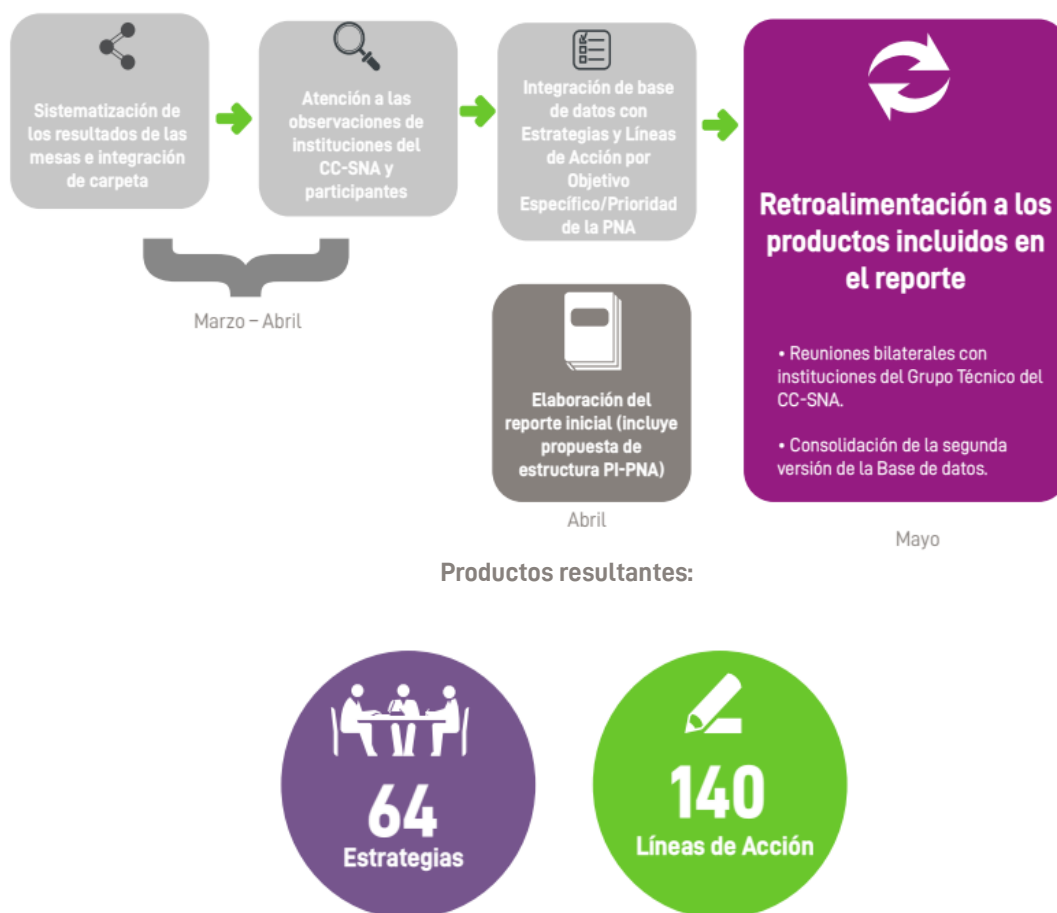 Sistematización de
los resultados de las
mesas e integración
de carpeta
Atención a las
observaciones de
instituciones del
CC-SNA y
participantes
Marzo – Abril
Integración de base
de datos con
Estrategias y Líneas
de Acción por
Objetivo
Específico/Prioridad
de la PNA
Elaboración del
reporte inicial (incluye
propuesta de
estructura PI-PNA)
Abril
Retroalimentación a los
productos incluidos en
el reporte
• Reuniones bilaterales con
instituciones del Grupo Técnico del
CC-SNA.
• Consolidación de la segunda
versión de la Base de datos.
Mayo
Productos resultantes:
64
Estrategias
140
Líneas de Acción